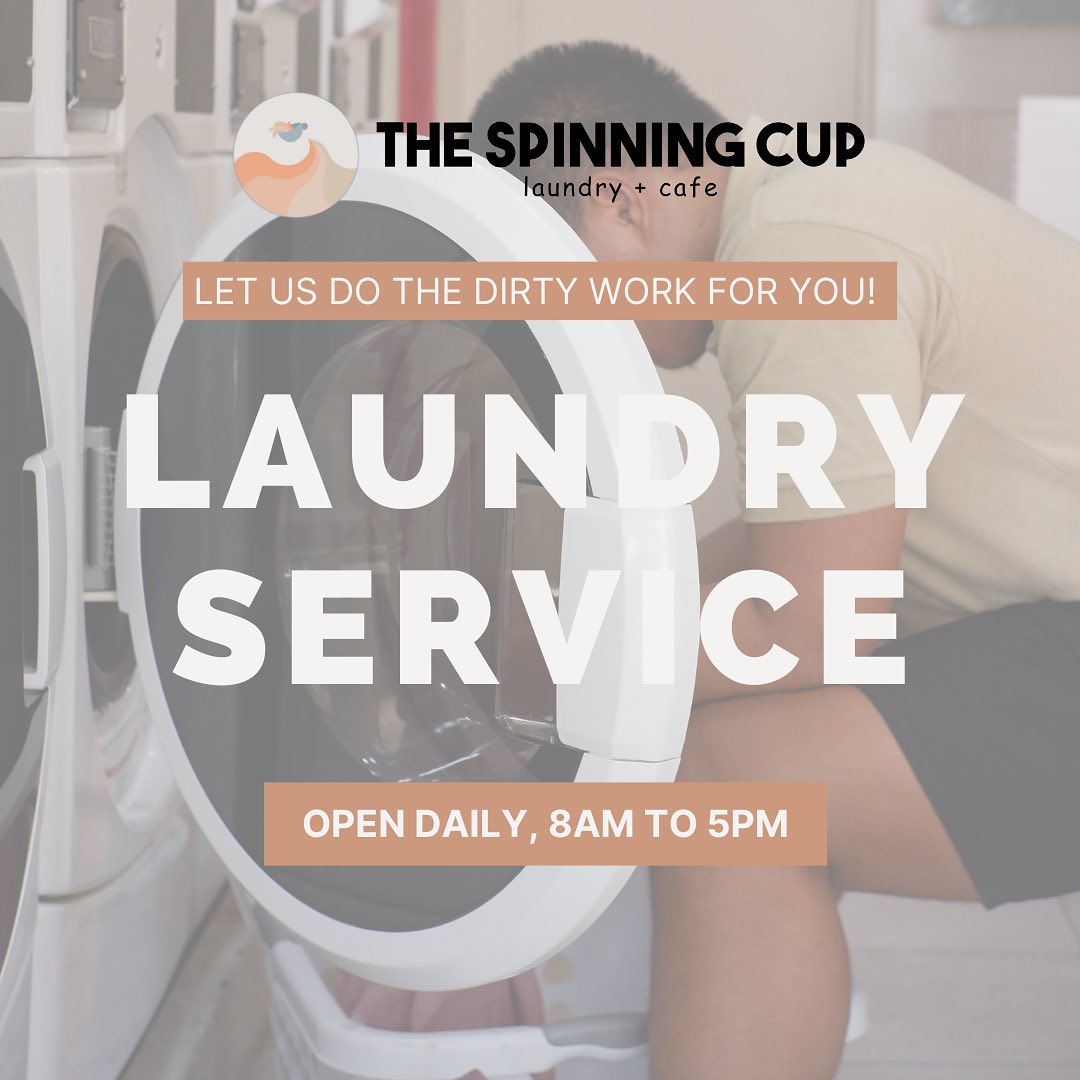 THE SPINNING CUP
laundry + cafe
LET US DO THE DIRTY WORK FOR YOU!
LAUNDRY
SERVICE
OPEN DAILY, 8AM TO 5PM